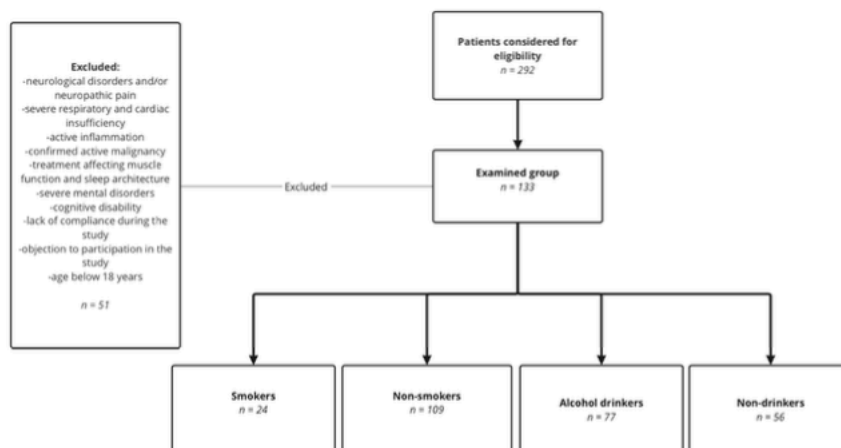 Excluded:
-neurological disorders and/or
neuropathic pain
-severe respiratory and cardiac
insufficiency
-active inflammation
-confirmed active malignancy
-treatment affecting muscle
function and sleep architecture
-severe mental disorders
-cognitive disability
-lack of compliance during the
study
-objection to participation in the
study
-age below 18 years
n = 51
Patients considered for
eligibility
n = 292
Excluded
Examined group
n = 133
Smokers
n = 24
Non-smokers
n = 109
Alcohol drinkers
n = 77
Non-drinkers
n = 56